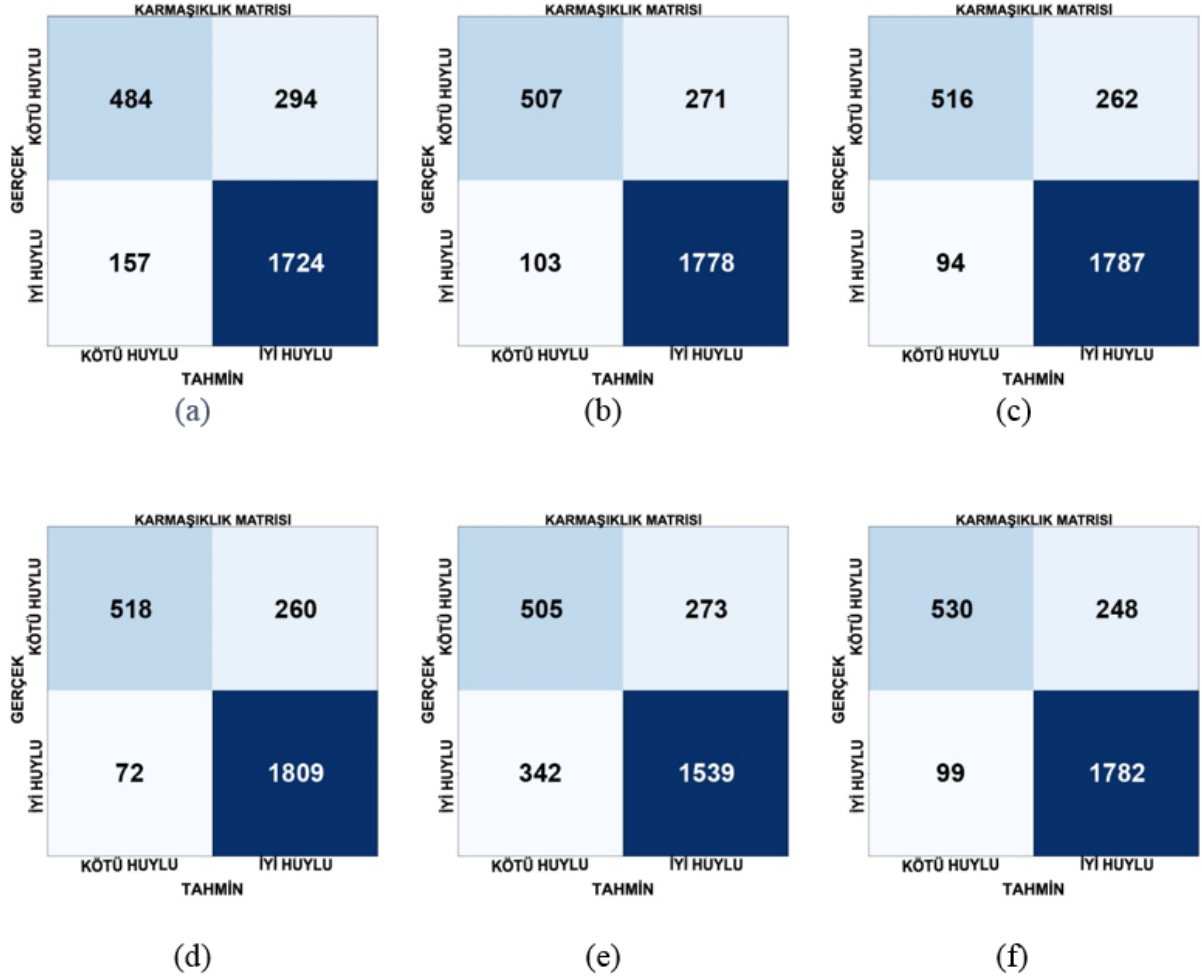 KARMAŞIKLIK MATRİSİ
KÖTÜ HUYLU
484
294
GERÇEK
İYİ HUYLU
157
1724
KÖTÜ HUYLU
İYİ HUYLU
TAHMİN
(a)
KARMAŞIKLIK MATRİSİ
KÖTÜ HUYLU
507
271
GERÇEK
İYİ HUYLU
103
1778
KÖTÜ HUYLU
İYİ HUYLU
TAHMİN
(b)
KARMAŞIKLIK MATRİSİ
KÖTÜ HUYLU
516
262
GERÇEK
İYİ HUYLU
94
1787
KÖTÜ HUYLU
İYİ HUYLU
TAHMİN
(c)
KARMAŞIKLIK MATRİSİ
KÖTÜ HUYLU
518
260
GERÇEK
İYİ HUYLU
72
1809
KÖTÜ HUYLU
İYİ HUYLU
TAHMİN
(d)
KARMAŞIKLIK MATRİSİ
KÖTÜ HUYLU
505
273
GERÇEK
İYİ HUYLU
342
1539
KÖTÜ HUYLU
İYİ HUYLU
TAHMİN
(e)
KARMAŞIKLIK MATRİSİ
KÖTÜ HUYLU
530
248
GERÇEK
İYİ HUYLU
99
1782
KÖTÜ HUYLU
İYİ HUYLU
TAHMİN
(f)